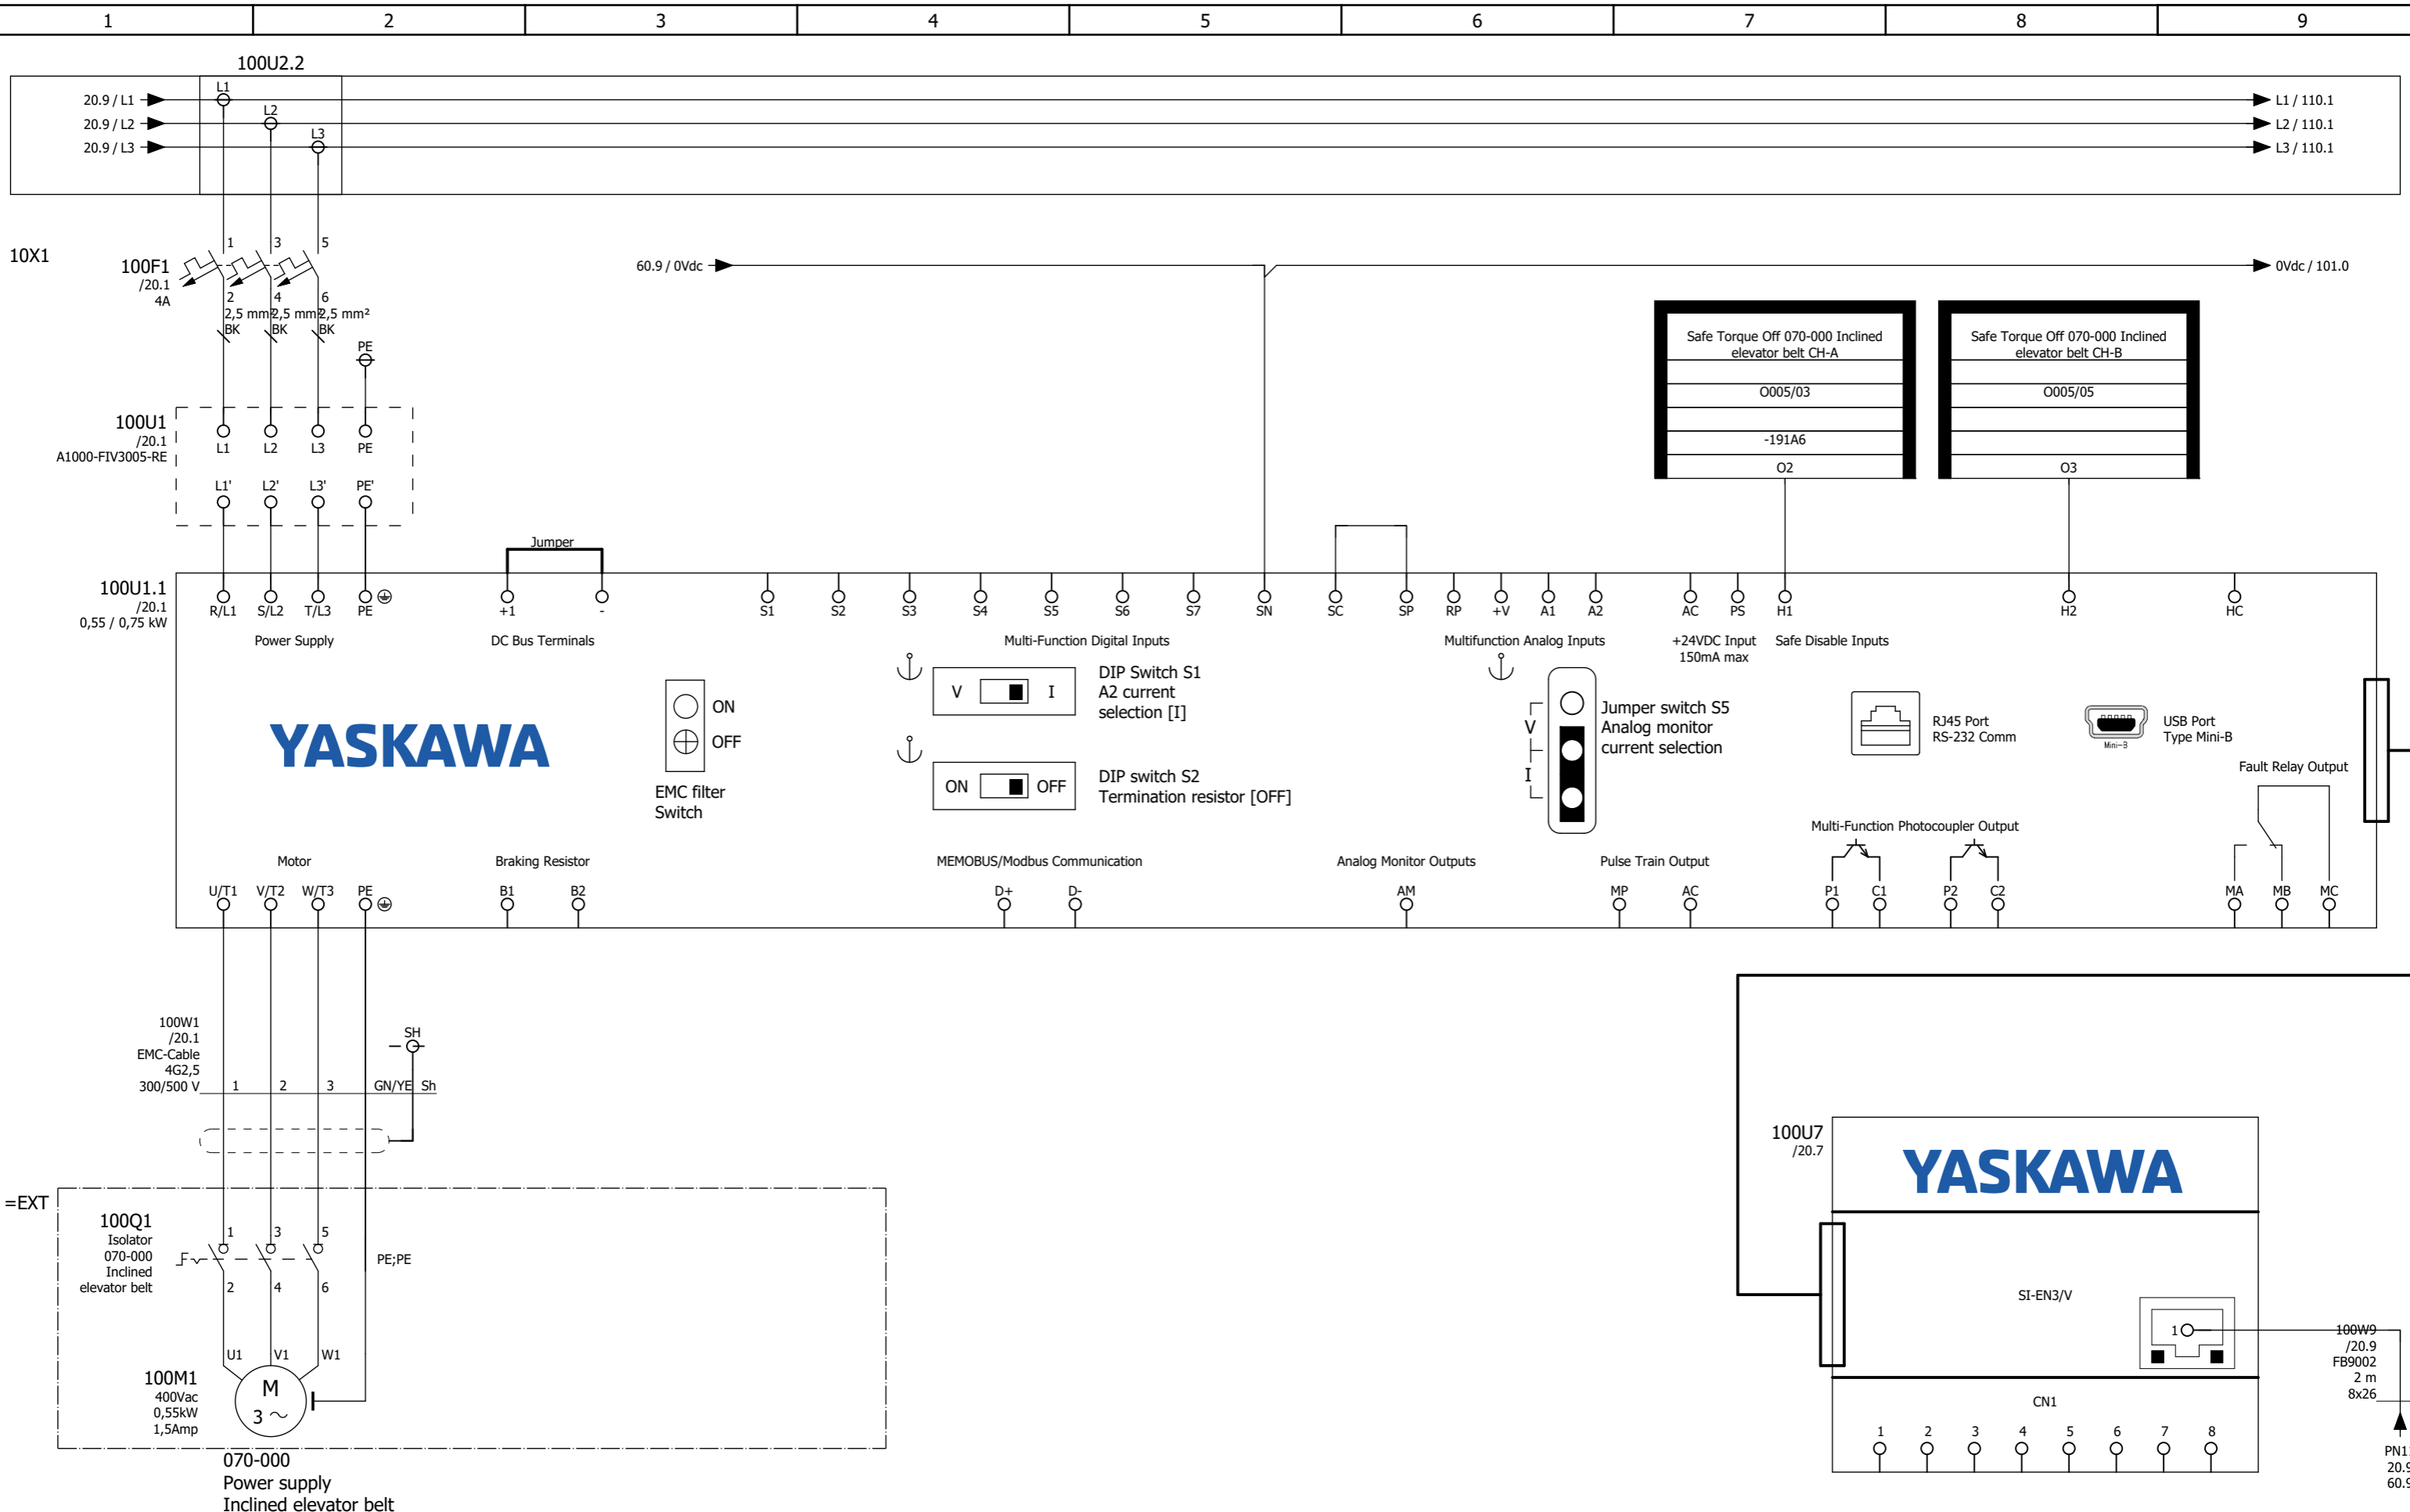 1 2 3 4 5 6 7 8 9
100U2.2
L1
L2
L3
20.9 / L1
20.9 / L2
20.9 / L3
L1 / 110.1
L2 / 110.1
L3 / 110.1
10X1
100F1
/20.1
4A
1 3 5
2 4 6
2,5 mm² 2,5 mm² 2,5 mm²
BK BK BK
PE
60.9 / 0Vdc
0Vdc / 101.0
Safe Torque Off 070-000 Inclined
elevator belt CH-A
O005/03
-191A6
O2
Safe Torque Off 070-000 Inclined
elevator belt CH-B
O005/05
O3
100U1
/20.1
A1000-FIV3005-RE
L1 L2 L3 PE
L1' L2' L3' PE'
Jumper
100U1.1
/20.1
0,55 / 0,75 kW
R/L1 S/L2 T/L3 PE +1 - S1 S2 S3 S4 S5 S6 S7 SN SC SP RP +V A1 A2 AC PS H1 H2 HC
Power Supply
DC Bus Terminals
Multi-Function Digital Inputs
Multifunction Analog Inputs
+24VDC Input
150mA max
Safe Disable Inputs
YASKAWA
ON
OFF
EMC filter
Switch
V I
DIP Switch S1
A2 current
selection [I]
ON OFF
DIP switch S2
Termination resistor [OFF]
V
I
Jumper switch S5
Analog monitor
current selection
RJ45 Port
RS-232 Comm
Mini-B
USB Port
Type Mini-B
Fault Relay Output
Multi-Function Photocoupler Output
Motor
Braking Resistor
MEMOBUS/Modbus Communication
Analog Monitor Outputs
Pulse Train Output
U/T1 V/T2 W/T3 PE B1 B2 D+ D- AM MP AC P1 C1 P2 C2 MA MB MC
100W1
/20.1
EMC-Cable
4G2,5
300/500 V
1 2 3 GN/YE Sh
SH
=EXT
100Q1
Isolator
070-000
Inclined
elevator belt
1 3 5
2 4 6
PE;PE
U1 V1 W1
100M1
400Vac
0,55kW
1,5Amp
M
3 ~
070-000
Power supply
Inclined elevator belt
100U7
/20.7
YASKAWA
SI-EN3/V
1
CN1
1 2 3 4 5 6 7 8
100W9
/20.9
FB9002
2 m
8x26